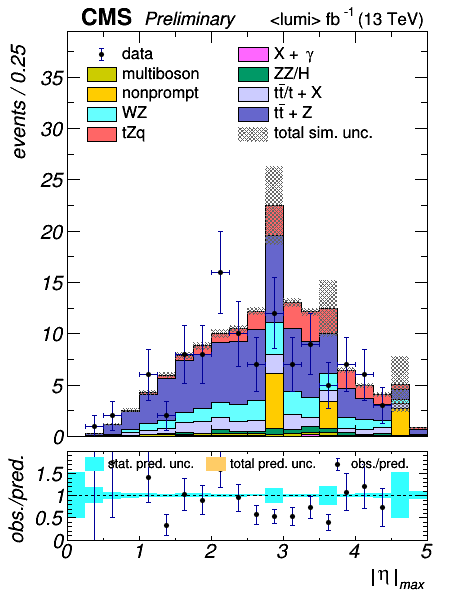 CMS Preliminary <lumi> fb⁻¹ (13 TeV)
events / 0.25
35
30
25
20
15
10
5
0
data
multiboson
nonprompt
WZ
tZq
X + γ
ZZ/H
tt̄/t + X
tt̄ + Z
total sim. unc.
obs./pred.
1.5
1
0.5
0
stat. pred. unc. total pred. unc. obs./pred.
0 1 2 3 4 5
|η|max